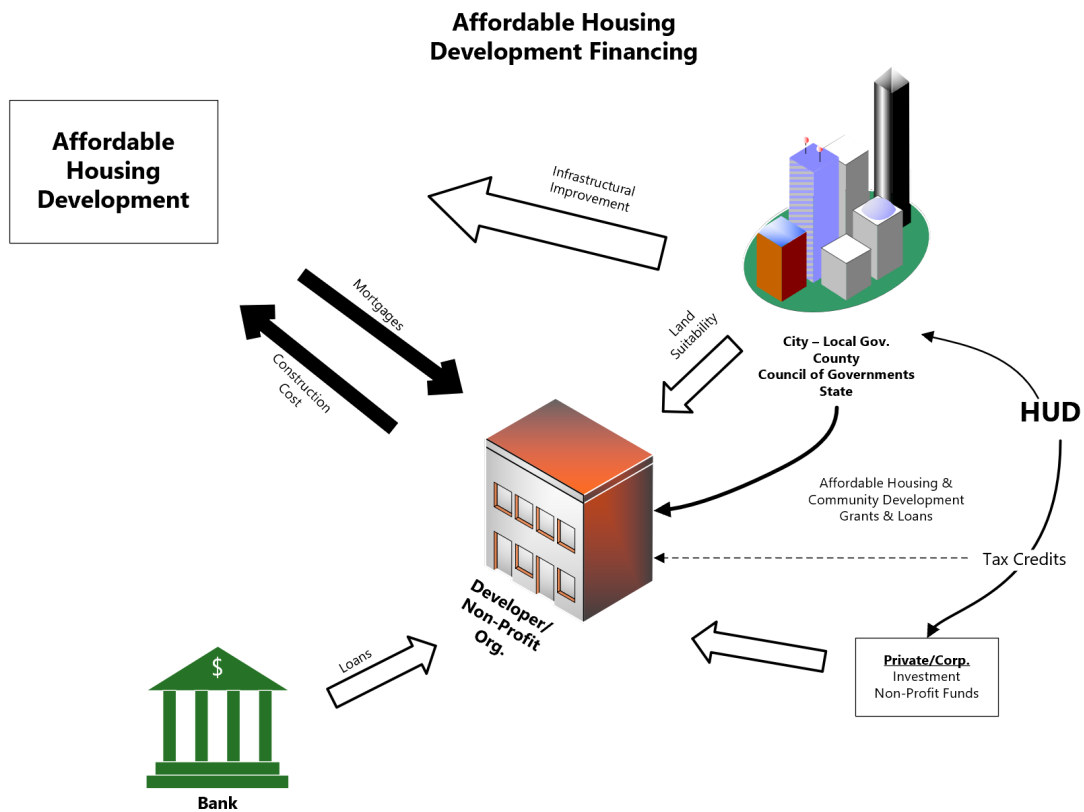 Affordable Housing
Development Financing
Affordable
Housing
Development
Infrastructural
Improvement
Mortgages
Construction
Cost
Land
Suitability
City – Local Gov.
County
Council of Governments
State
HUD
Affordable Housing &
Community Development
Grants & Loans
Tax Credits
Developer/
Non-Profit
Org.
Private/Corp.
Investment
Non-Profit Funds
Loans
$
Bank